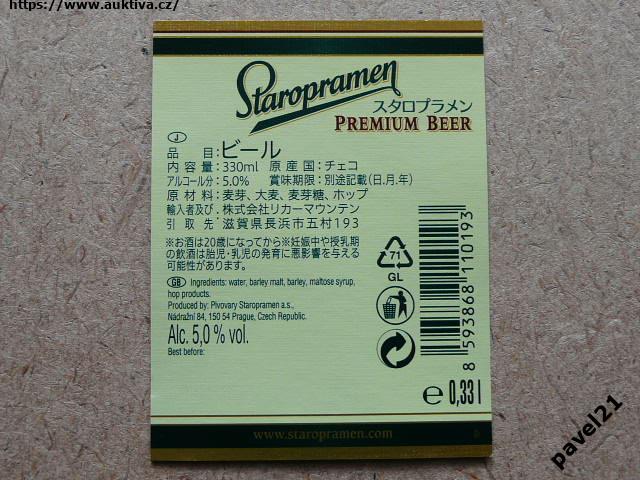 https://www.auktiva.cz/
Staropramen
スタロプラメン
PREMIUM BEER
J
品 目:ビール
内容量:330ml 原産国:チェコ
アルコール分:5.0% 賞味期限:別途記載(日.月.年)
原材料:麦芽、大麦、麦芽糖、ホップ
輸入者及び.株式会社リカーマウンテン
引取先:滋賀県長浜市五村193
※お酒は20歳になってから※妊娠中や授乳期
の飲酒は胎児・乳児の発育に悪影響を与える
可能性があります。
GB Ingredients: water, barley malt, barley, maltose syrup,
hop products.
Produced by: Pivovary Staropramen a.s.,
Nádražní 84, 150 54 Prague, Czech Republic.
Alc. 5,0 % vol.
Best before:
71
GL
8 593868 110193
e 0,33 l
www.staropramen.com
pavel21